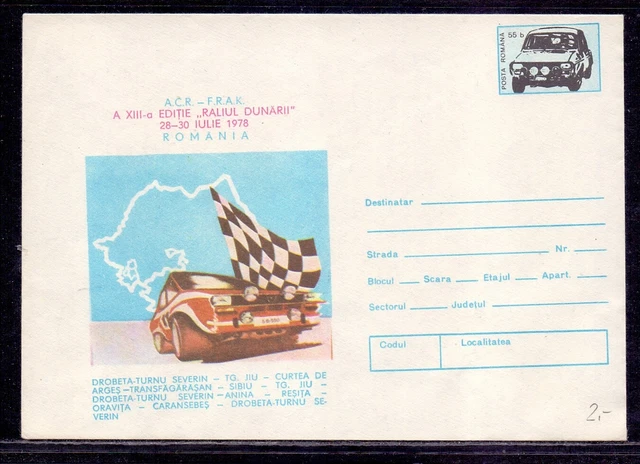 POSTA ROMÂNĂ 55 b
A.C.R. – F.R.A.K.
A XIII-a EDIȚIE „RALIUL DUNĂRII"
28–30 IULIE 1978
ROMANIA
DROBETA-TURNU SEVERIN – TG. JIU – CURTEA DE
ARGEȘ –TRANSFĂGĂRAȘAN – SIBIU – TG. JIU –
DROBETA-TURNU SEVERIN –ANINA – REȘIȚA –
ORAVIȚA – CARANSEBEȘ – DROBETA-TURNU SE-
VERIN
Destinatar
Strada Nr.
Blocul Scara Etajul Apart.
Sectorul Județul
Codul Localitatea
2,-